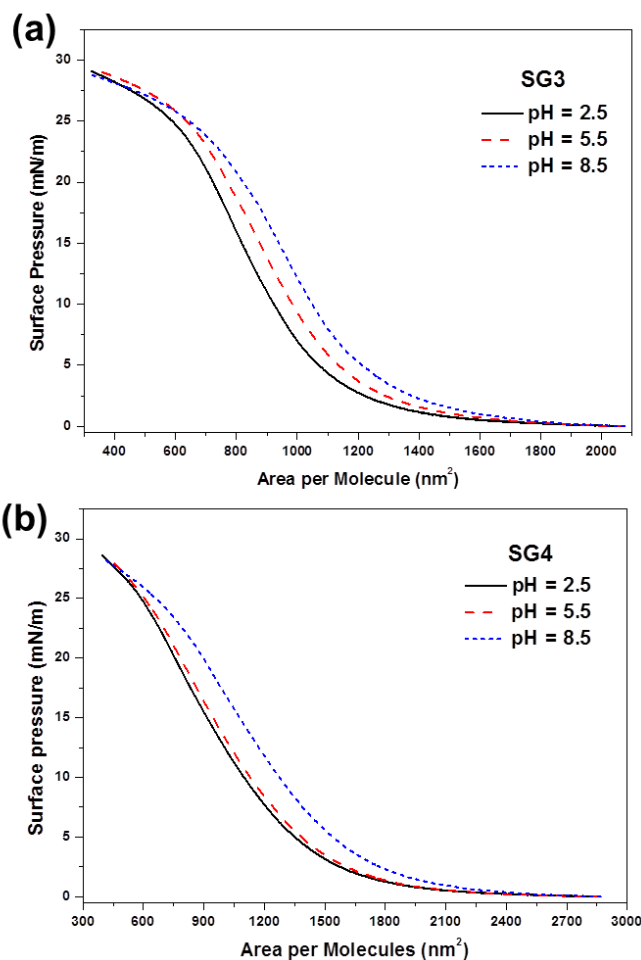 (a)
SG3
pH = 2.5
pH = 5.5
pH = 8.5
Surface Pressure (mN/m)
30
25
20
15
10
5
0
400 600 800 1000 1200 1400 1600 1800 2000
Area per Molecule (nm²)
(b)
SG4
pH = 2.5
pH = 5.5
pH = 8.5
Surface pressure (mN/m)
30
25
20
15
10
5
0
300 600 900 1200 1500 1800 2100 2400 2700 3000
Area per Molecules (nm²)